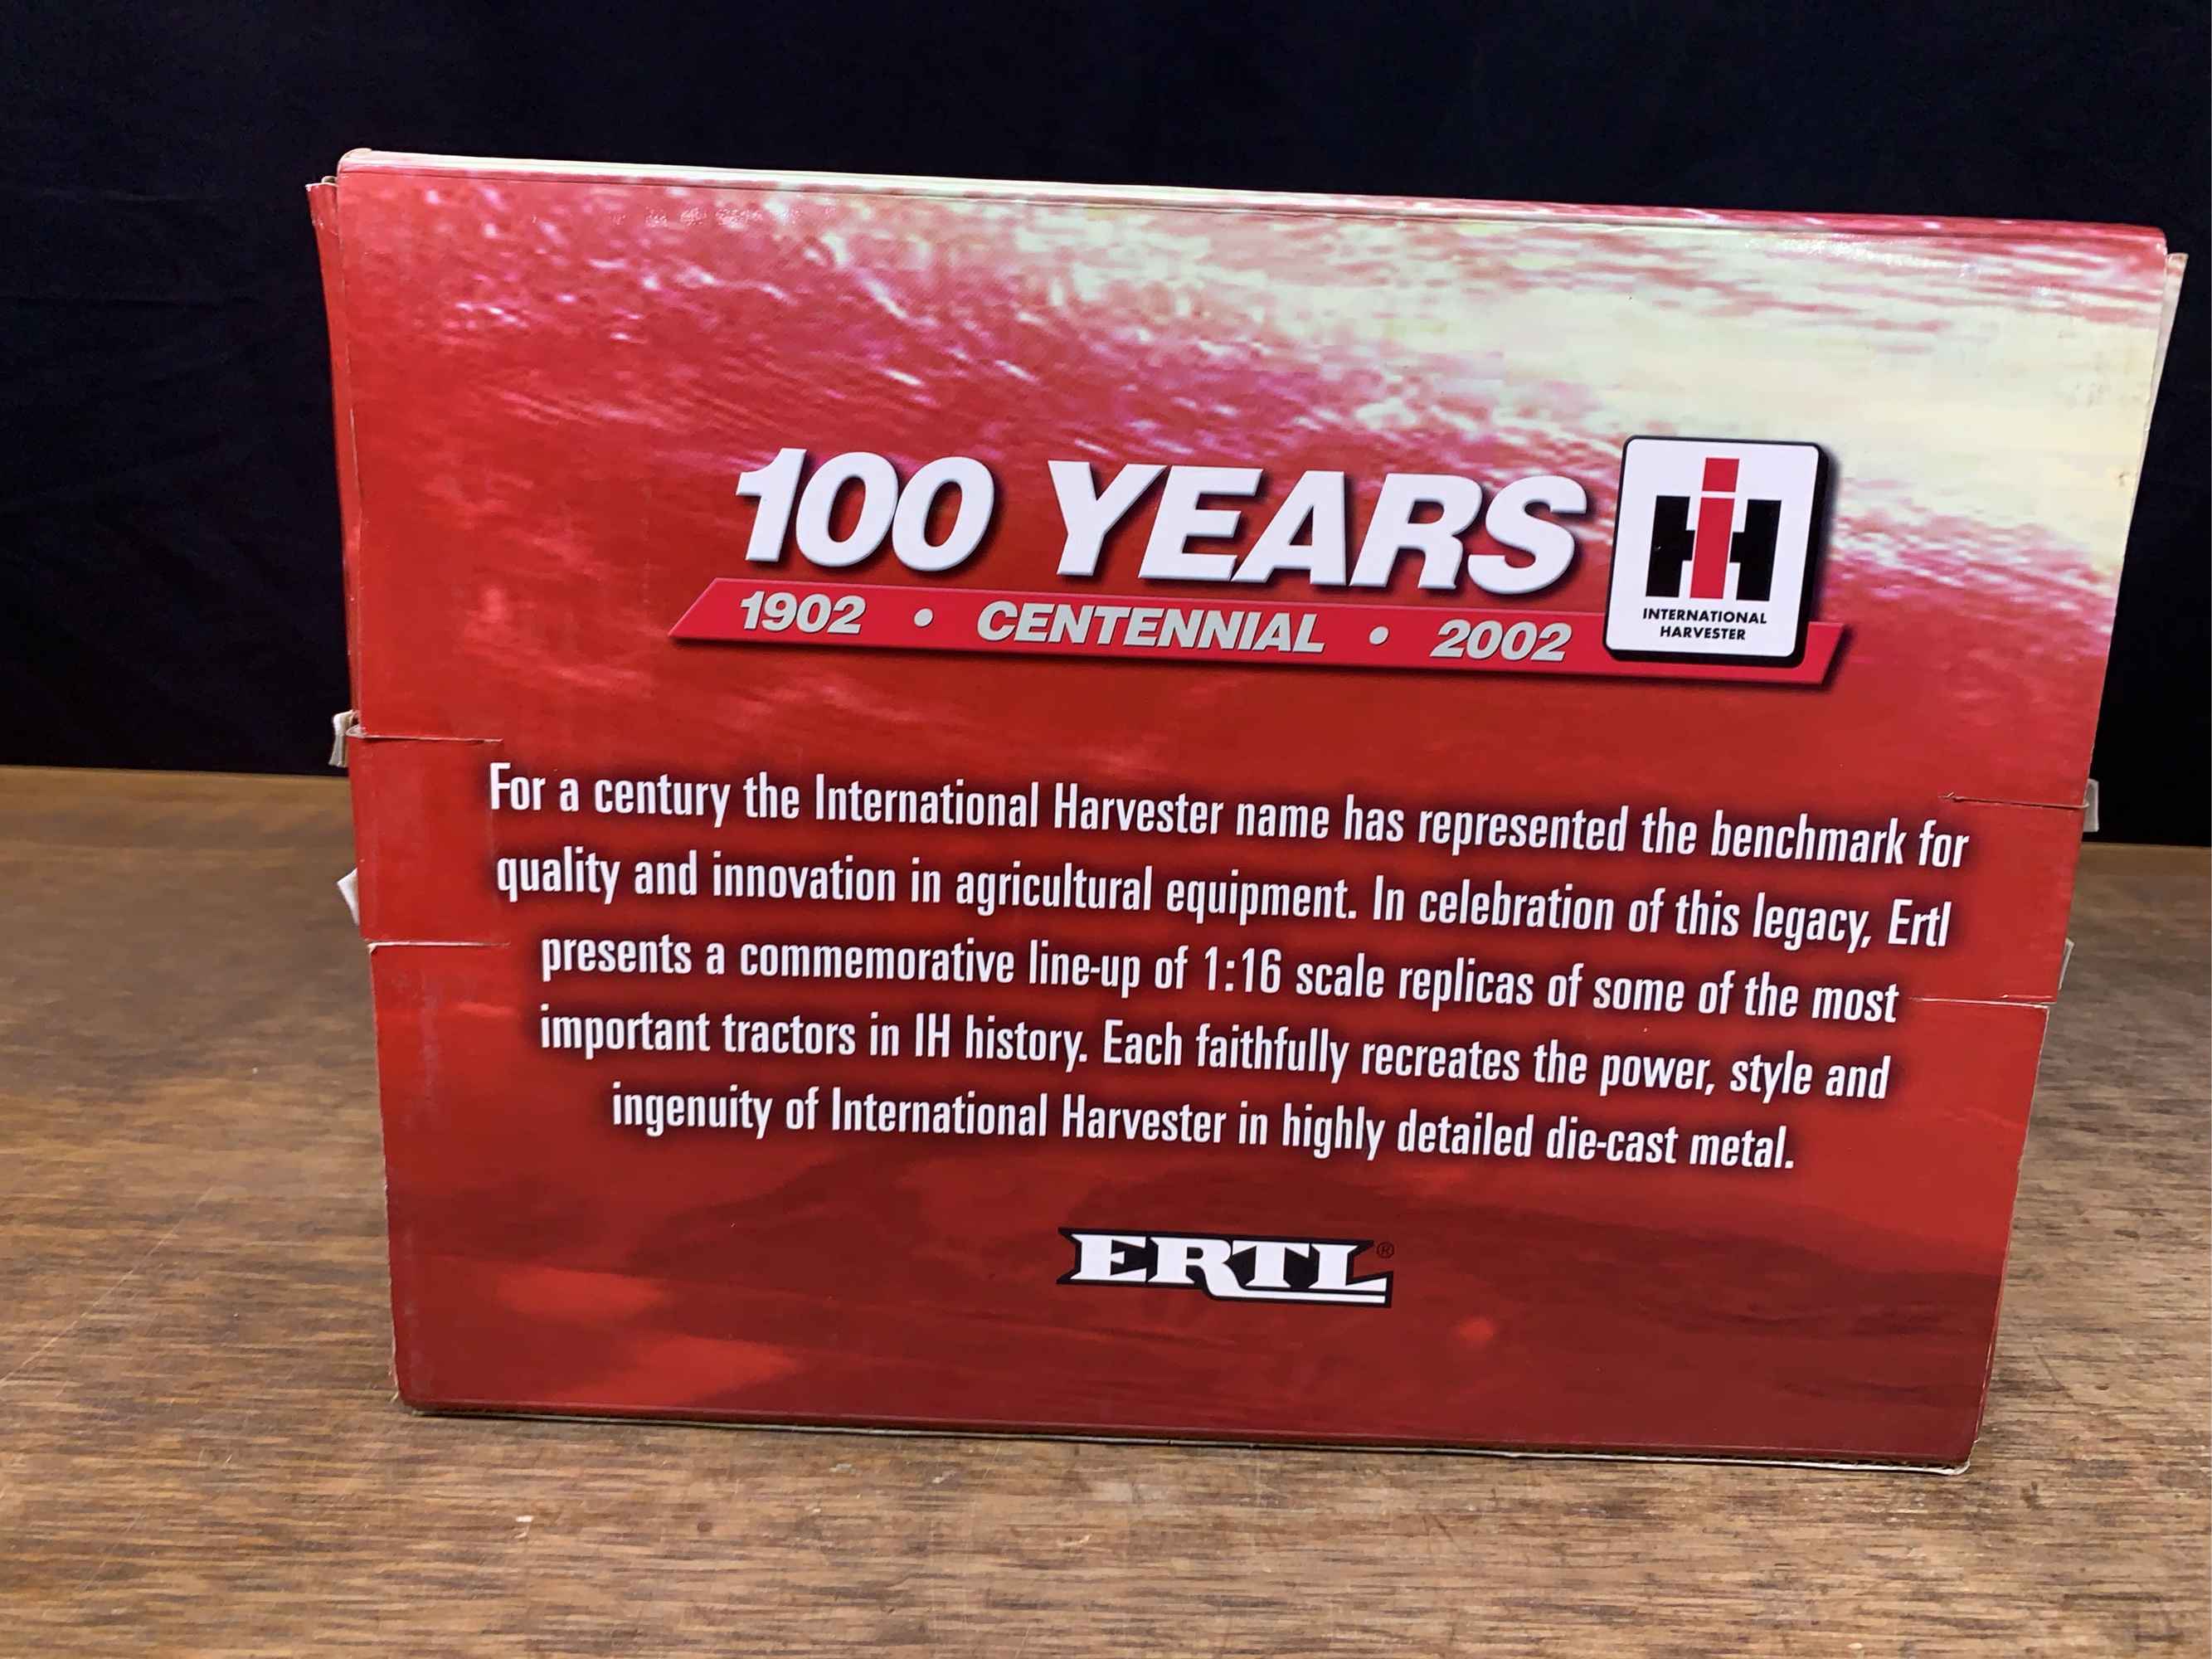 100 YEARS
1902 • CENTENNIAL • 2002
IH
INTERNATIONAL
HARVESTER
For a century the International Harvester name has represented the benchmark for
quality and innovation in agricultural equipment. In celebration of this legacy, Ertl
presents a commemorative line-up of 1:16 scale replicas of some of the most
important tractors in IH history. Each faithfully recreates the power, style and
ingenuity of International Harvester in highly detailed die-cast metal.
ERTL®